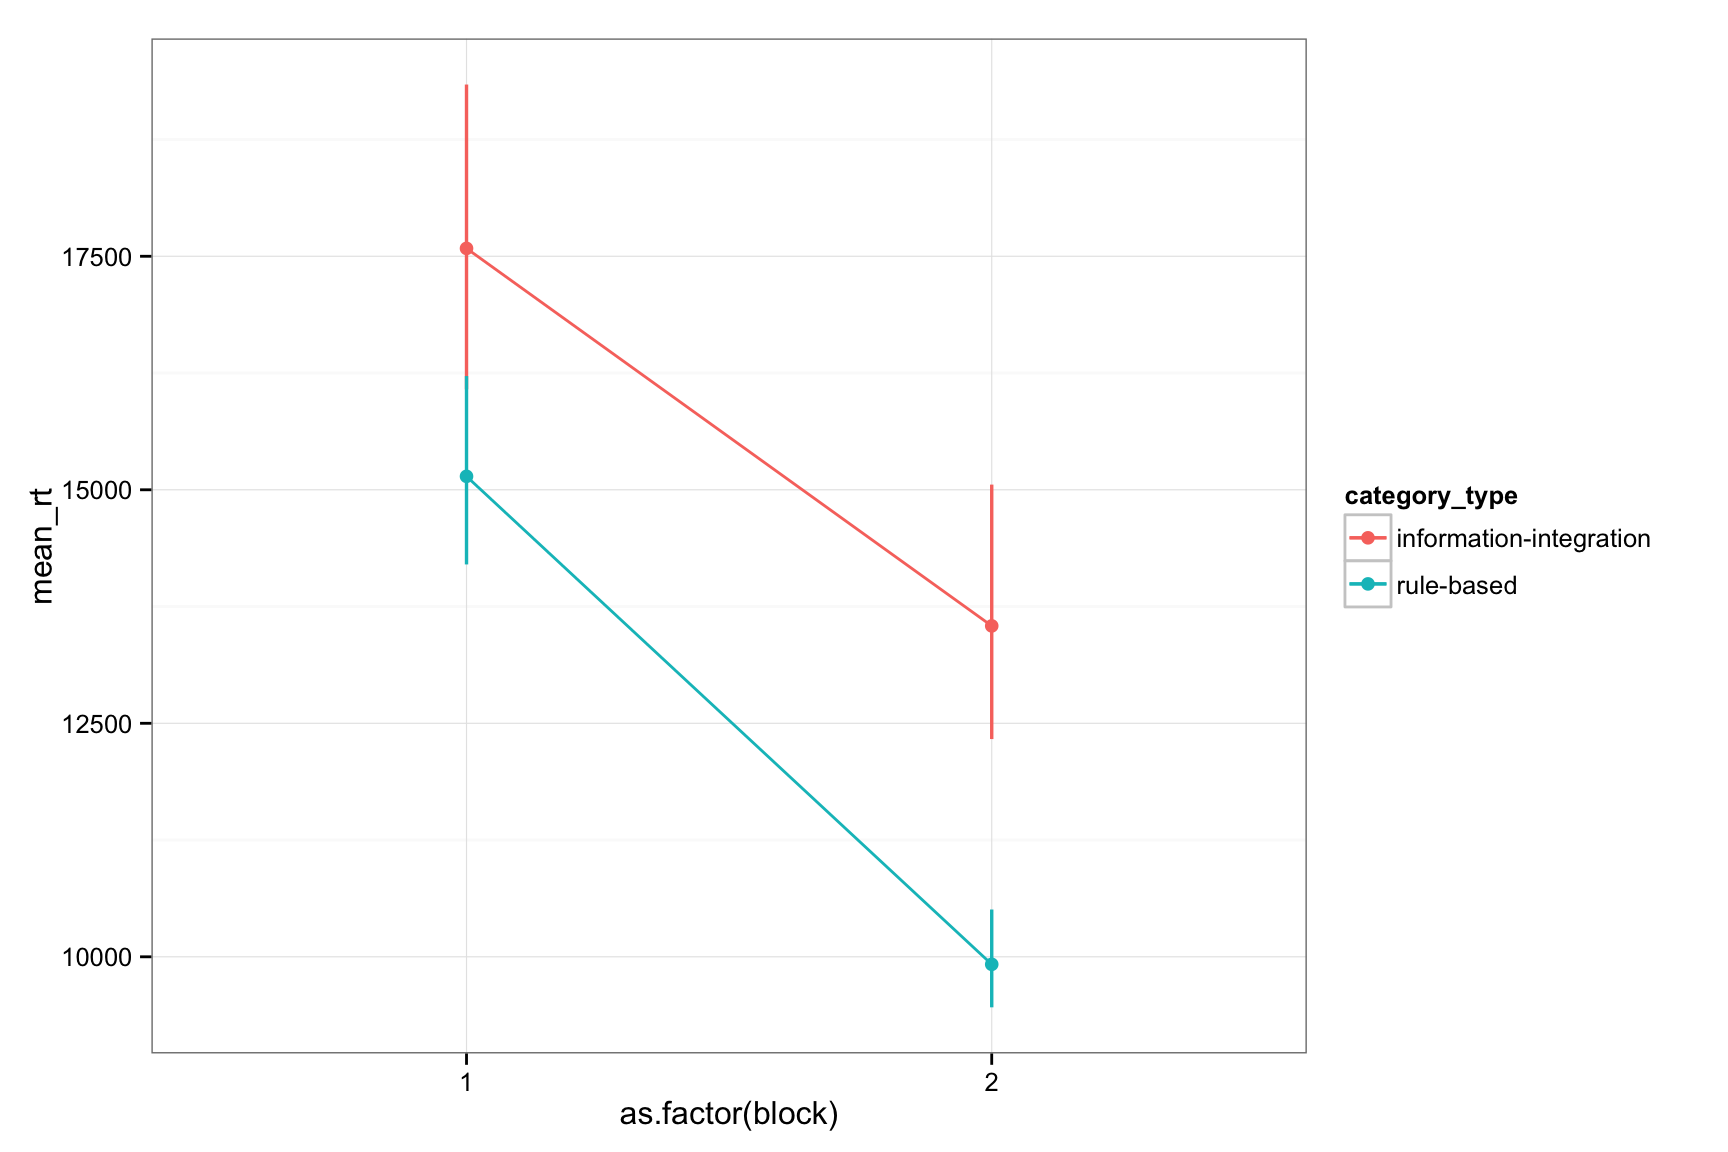 17500
15000
12500
10000
mean_rt
1
2
as.factor(block)
category_type
information-integration
rule-based